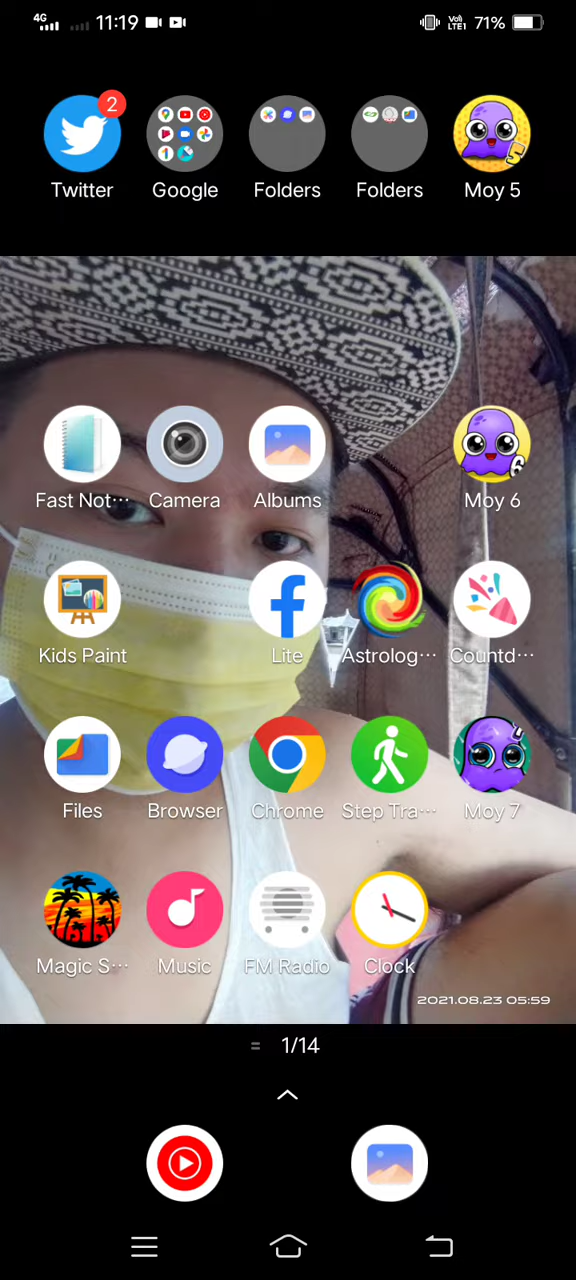 4G 11:19 Vo) LTE1 71%
2
Twitter Google Folders Folders Moy 5
Fast Not··· Camera Albums Moy 6
Kids Paint Lite Astrolog··· Countd···
Files Browser Chrome Step Tra··· Moy 7
Magic S··· Music FM Radio Clock
2021.08.23 05:59
= 1/14